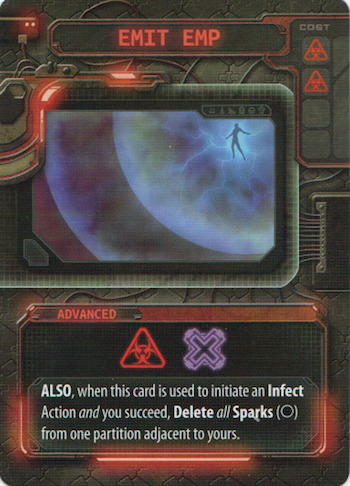 EMIT EMP
COST
ADVANCED
ALSO, when this card is used to initiate an Infect
Action and you succeed, Delete all Sparks (○)
from one partition adjacent to yours.